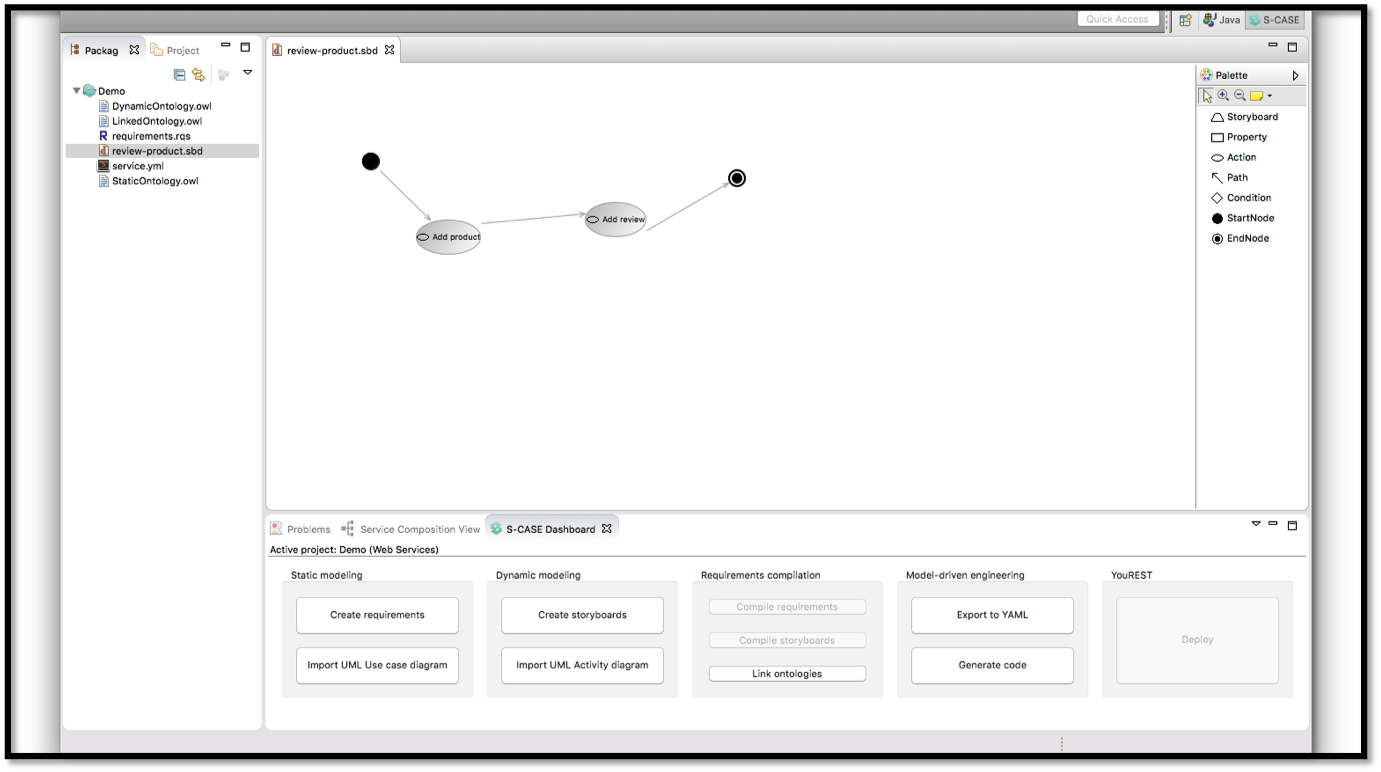 Quick Access
Java
S-CASE
Packag
Project
review-product.sbd
Demo
DynamicOntology.owl
LinkedOntology.owl
requirements.rqs
review-product.sbd
service.yml
StaticOntology.owl
Add product
Add review
Palette
Storyboard
Property
Action
Path
Condition
StartNode
EndNode
Problems
Service Composition View
S-CASE Dashboard
Active project: Demo (Web Services)
Static modeling
Create requirements
Import UML Use case diagram
Dynamic modeling
Create storyboards
Import UML Activity diagram
Requirements compilation
Compile requirements
Compile storyboards
Link ontologies
Model-driven engineering
Export to YAML
Generate code
YouREST
Deploy